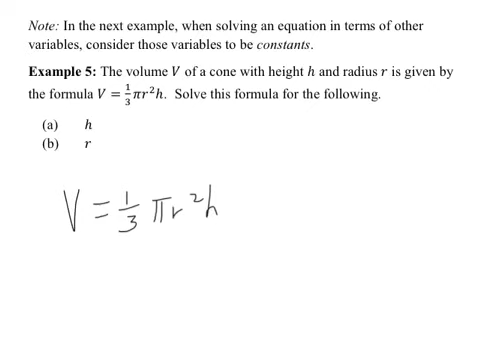 Note: In the next example, when solving an equation in terms of other
variables, consider those variables to be constants.
Example 5: The volume V of a cone with height h and radius r is given by
the formula V = 1/3 πr²h. Solve this formula for the following.
(a) h
(b) r
V = 1/3 πr²h